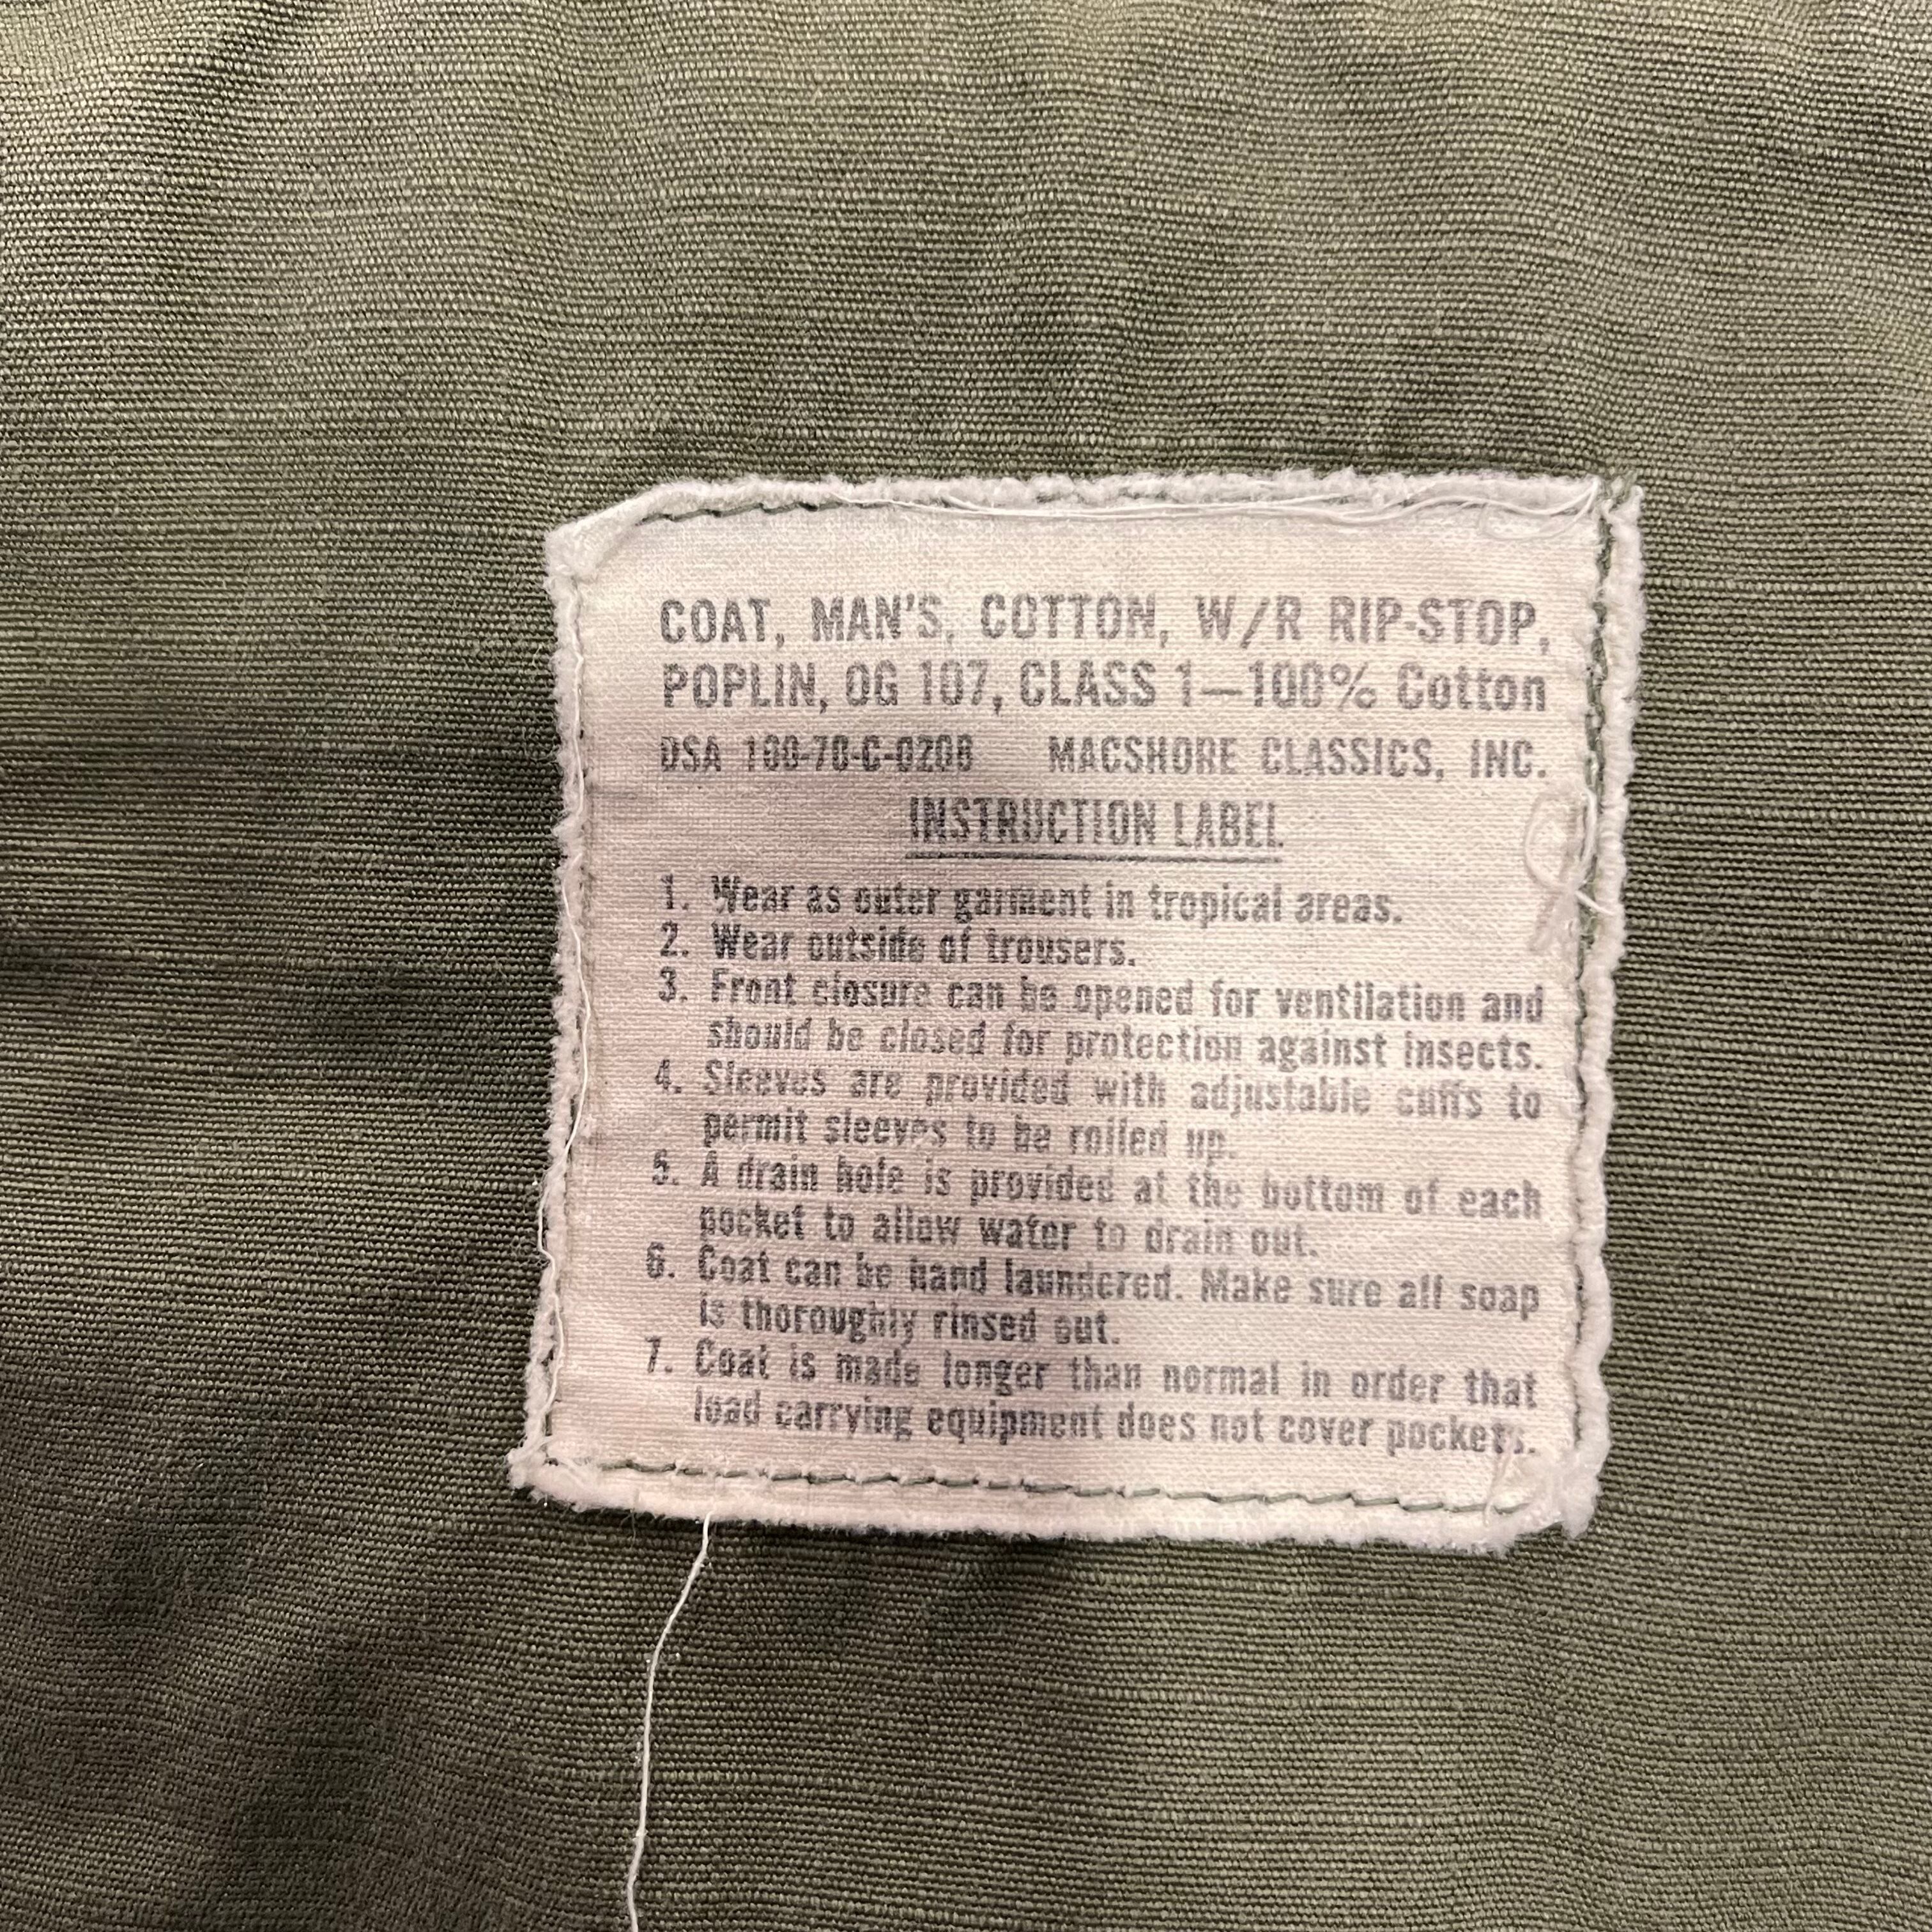 COAT, MAN'S, COTTON, W/R RIP-STOP,
POPLIN, OG 107, CLASS 1—100% Cotton
DSA 100-70-C-0208 MACSHORE CLASSICS, INC.
INSTRUCTION LABEL
1. Wear as outer garment in tropical areas.
2. Wear outside of trousers.
3. Front closure can be opened for ventilation and
should be closed for protection against insects.
4. Sleeves are provided with adjustable cuffs to
permit sleeves to be rolled up.
5. A drain hole is provided at the bottom of each
pocket to allow water to drain out.
6. Coat can be hand laundered. Make sure all soap
is thoroughly rinsed out.
7. Coat is made longer than normal in order that
load carrying equipment does not cover pockets.